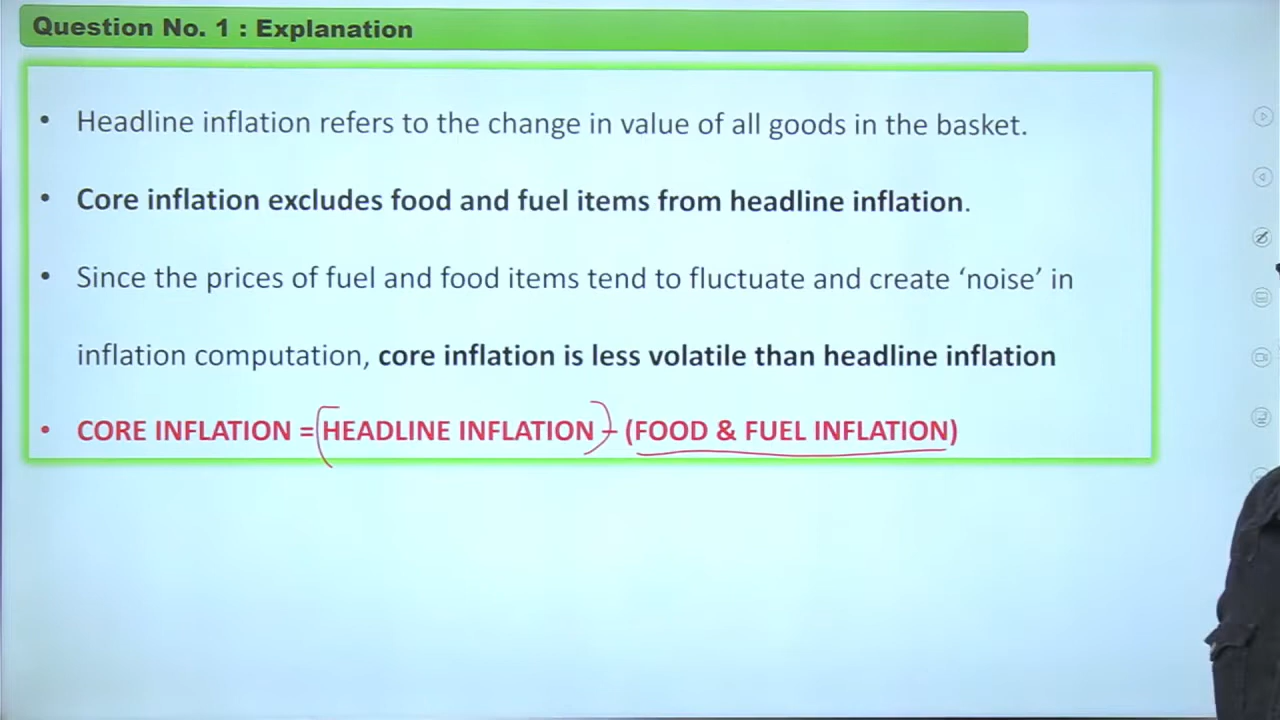 Question No. 1 : Explanation
• Headline inflation refers to the change in value of all goods in the basket.
• Core inflation excludes food and fuel items from headline inflation.
• Since the prices of fuel and food items tend to fluctuate and create ‘noise’ in
inflation computation, core inflation is less volatile than headline inflation
• CORE INFLATION = HEADLINE INFLATION – (FOOD & FUEL INFLATION)